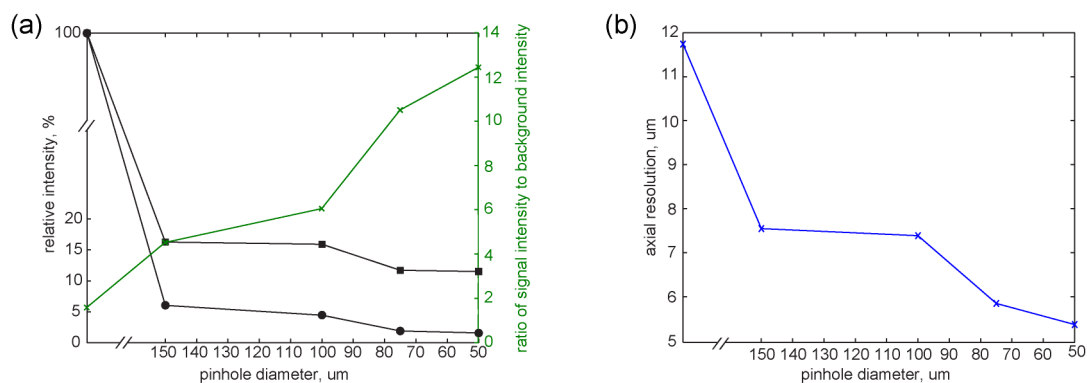 (a)
100
20
15
10
5
0
relative intensity, %
150 130 120 110 100 90 80 70 60 50
pinhole diameter, um
14
12
10
8
6
4
2
0
ratio of signal intensity to background intensity
(b)
12
11
10
9
8
7
6
5
axial resolution, um
150 130 120 110 100 90 80 70 60 50
pinhole diameter, um